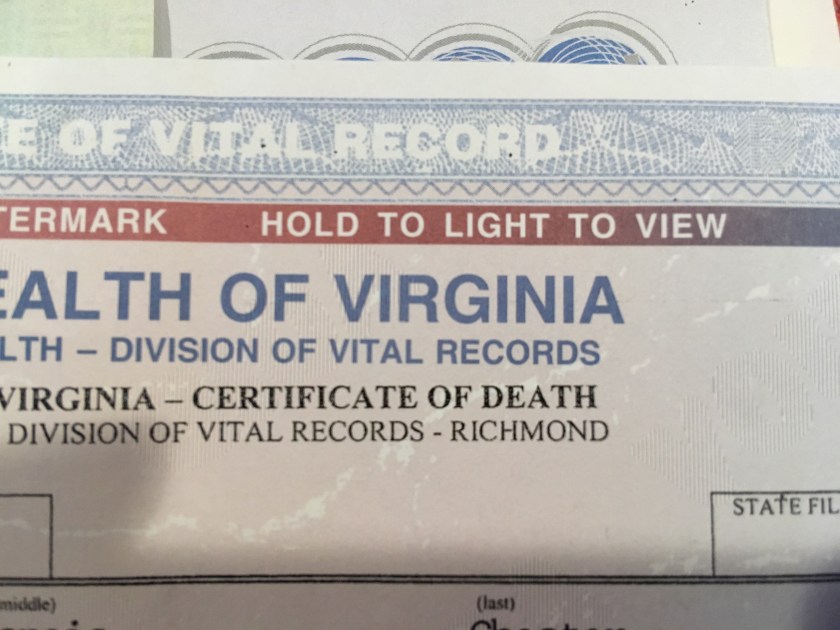 E OF VITAL RECORD
TERMARK HOLD TO LIGHT TO VIEW
EALTH OF VIRGINIA
LTH – DIVISION OF VITAL RECORDS
VIRGINIA – CERTIFICATE OF DEATH
DIVISION OF VITAL RECORDS - RICHMOND
STATE FIL
middle)
(last)